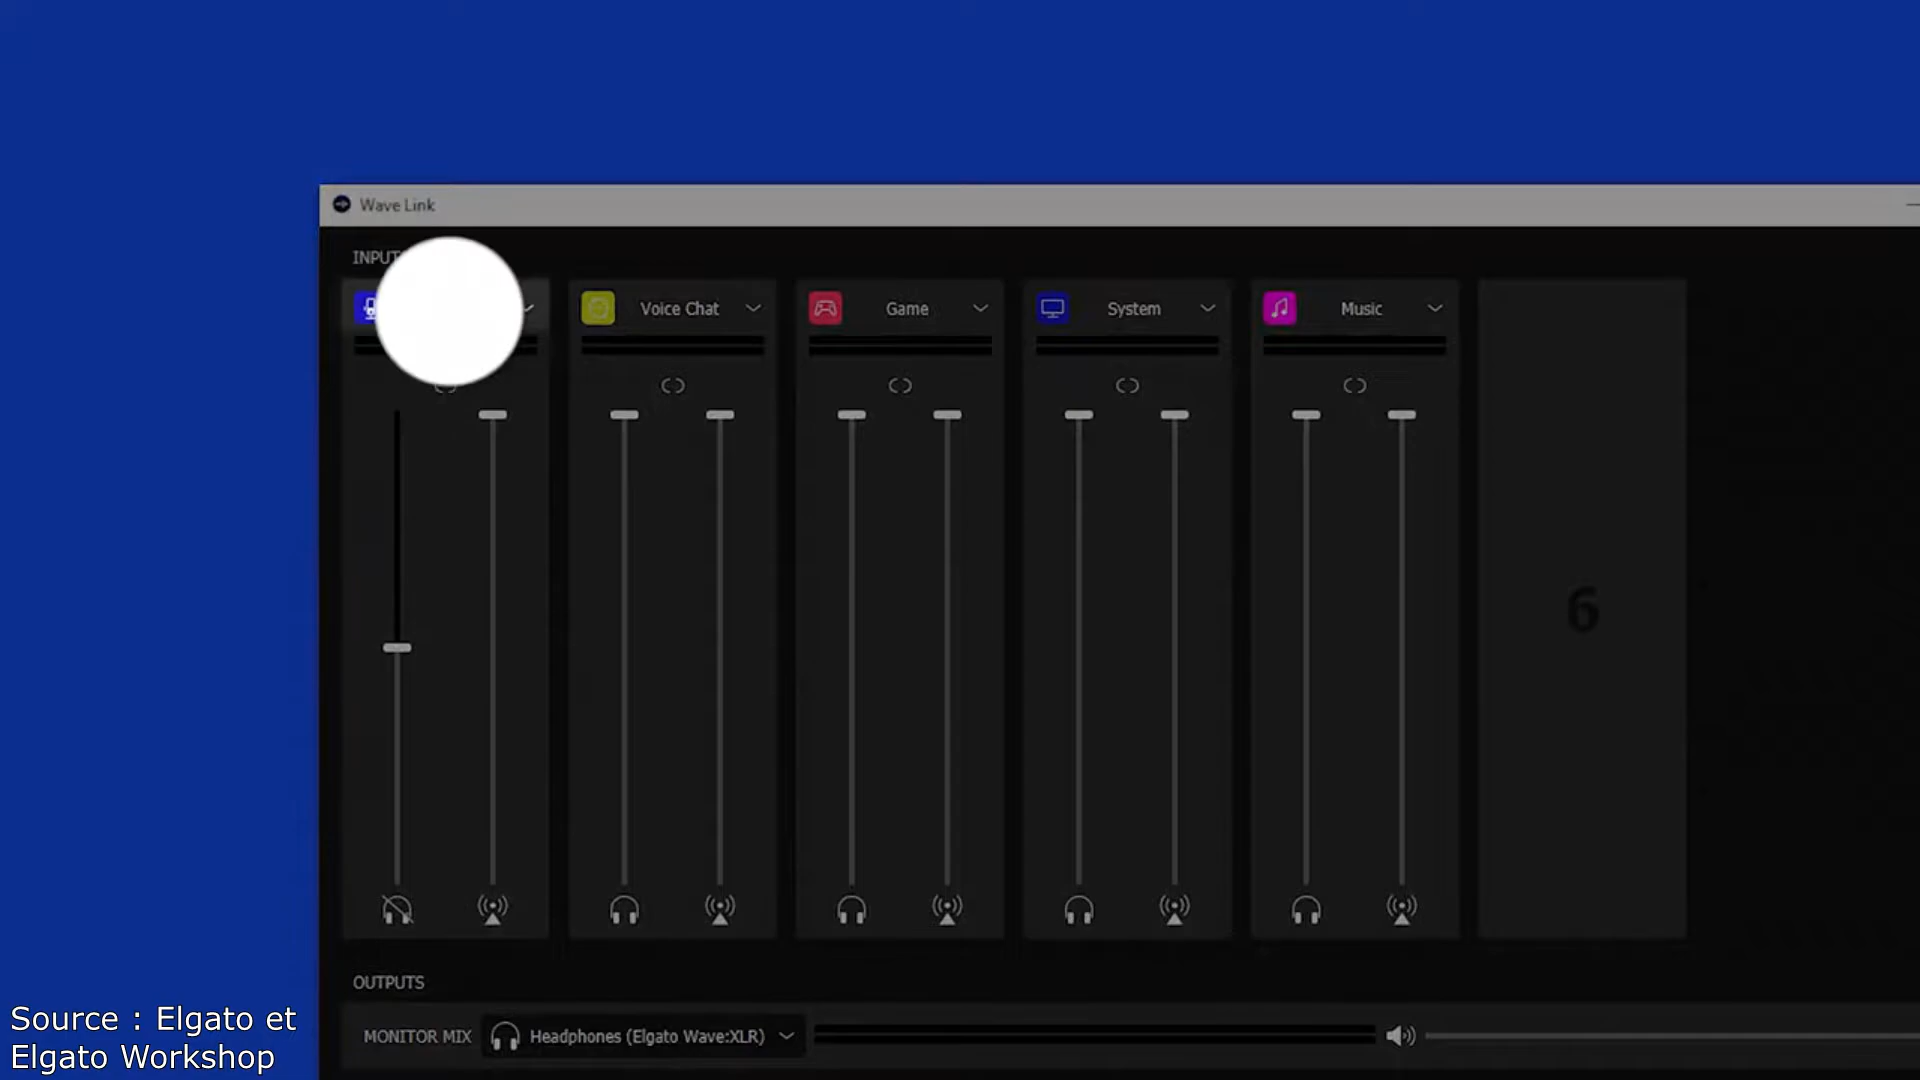 Wave Link
INPUT
Voice Chat
Game
System
Music
6
OUTPUTS
MONITOR MIX
Headphones (Elgato Wave:XLR)
Source : Elgato et
Elgato Workshop